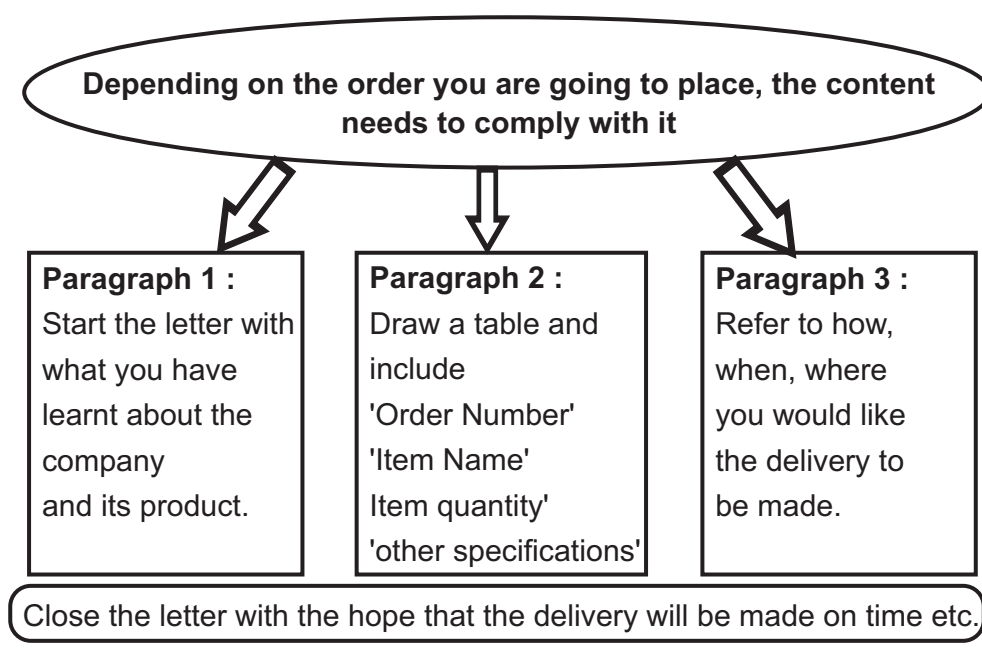 Depending on the order you are going to place, the content
needs to comply with it
Paragraph 1 :
Start the letter with
what you have
learnt about the
company
and its product.
Paragraph 2 :
Draw a table and
include
'Order Number'
'Item Name'
Item quantity'
'other specifications'
Paragraph 3 :
Refer to how,
when, where
you would like
the delivery to
be made.
Close the letter with the hope that the delivery will be made on time etc.